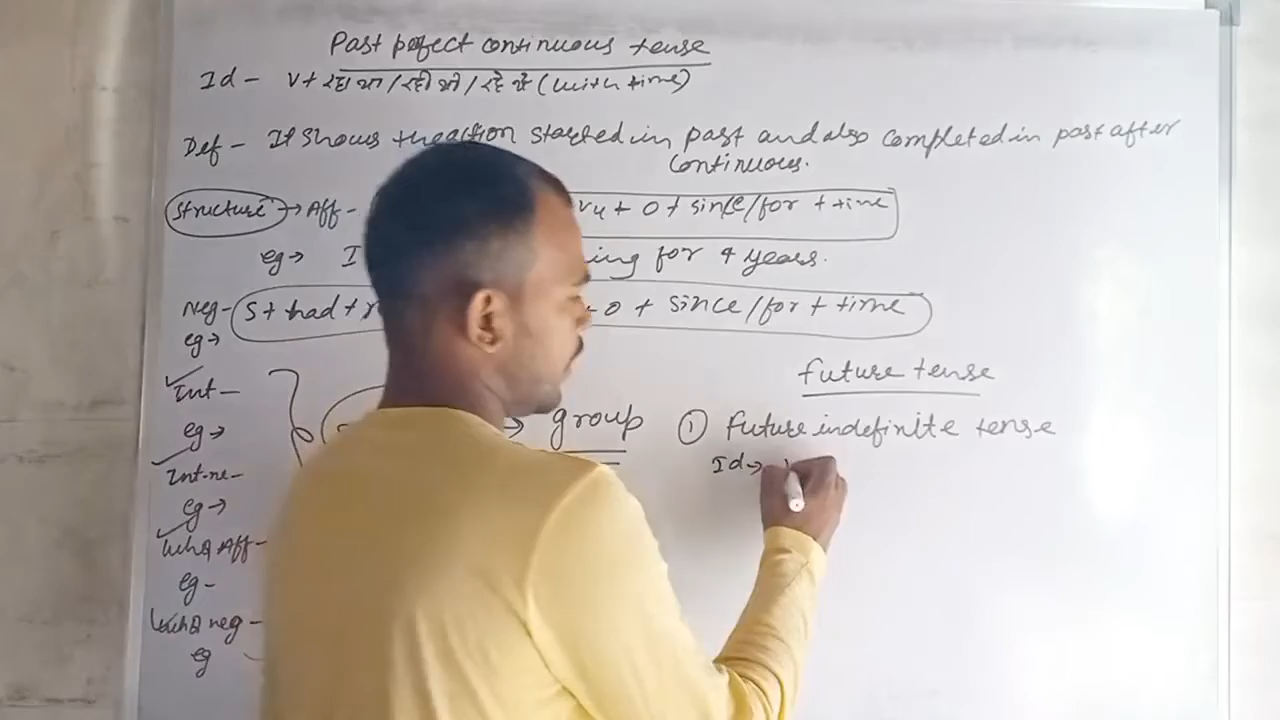 Past pefect continuous tense
Id - V+ रहा था / रही थी / रहे थे (with time)
Def - It shows the action started in past and also completed in past after
continuous.
Structure → Aff -
V4 + O + since/for + time
eg → I
ing for 4 years.
Neg - S + had +
O + since/for + time
eg →
Int -
eg →
Int-ne -
eg →
Wh Q Aff -
eg -
Wh Q neg -
eg
→ group
future tense
① future indefinite tense
Id →